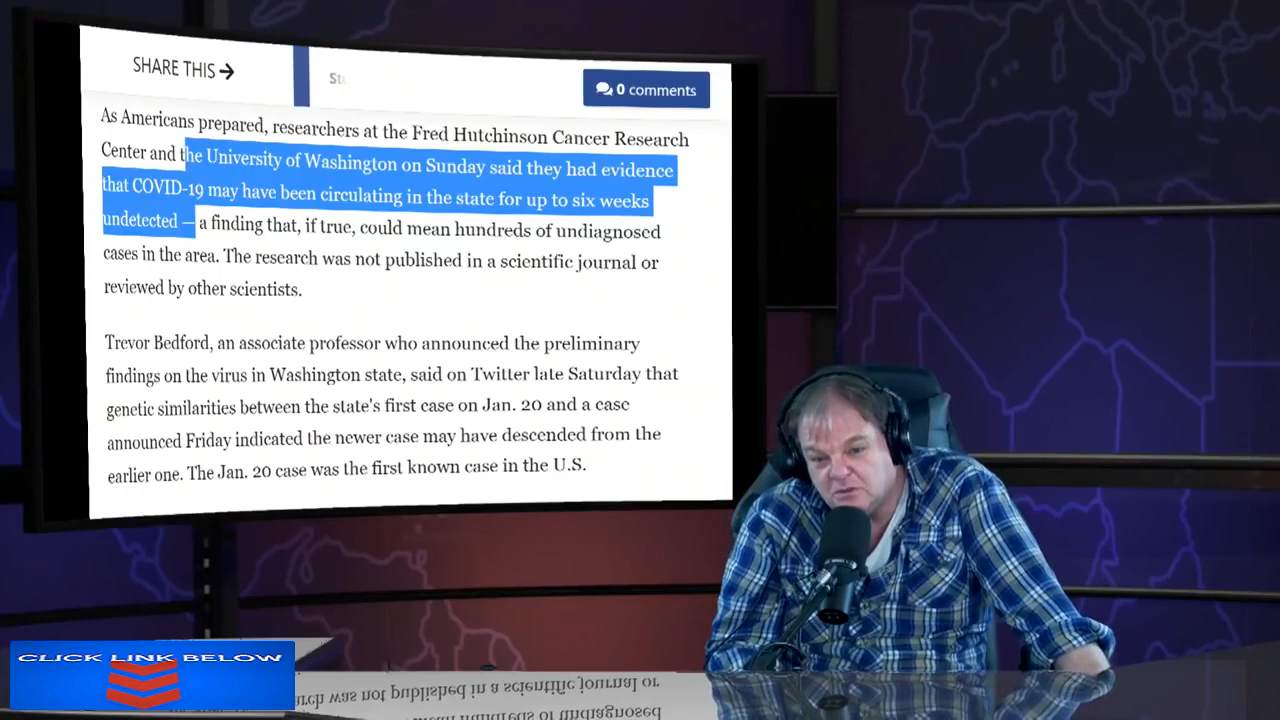 SHARE THIS
0 comments
As Americans prepared, researchers at the Fred Hutchinson Cancer Research
Center and the University of Washington on Sunday said they had evidence
that COVID-19 may have been circulating in the state for up to six weeks
undetected — a finding that, if true, could mean hundreds of undiagnosed
cases in the area. The research was not published in a scientific journal or
reviewed by other scientists.
Trevor Bedford, an associate professor who announced the preliminary
findings on the virus in Washington state, said on Twitter late Saturday that
genetic similarities between the state's first case on Jan. 20 and a case
announced Friday indicated the newer case may have descended from the
earlier one. The Jan. 20 case was the first known case in the U.S.
CLICK LINK BELOW